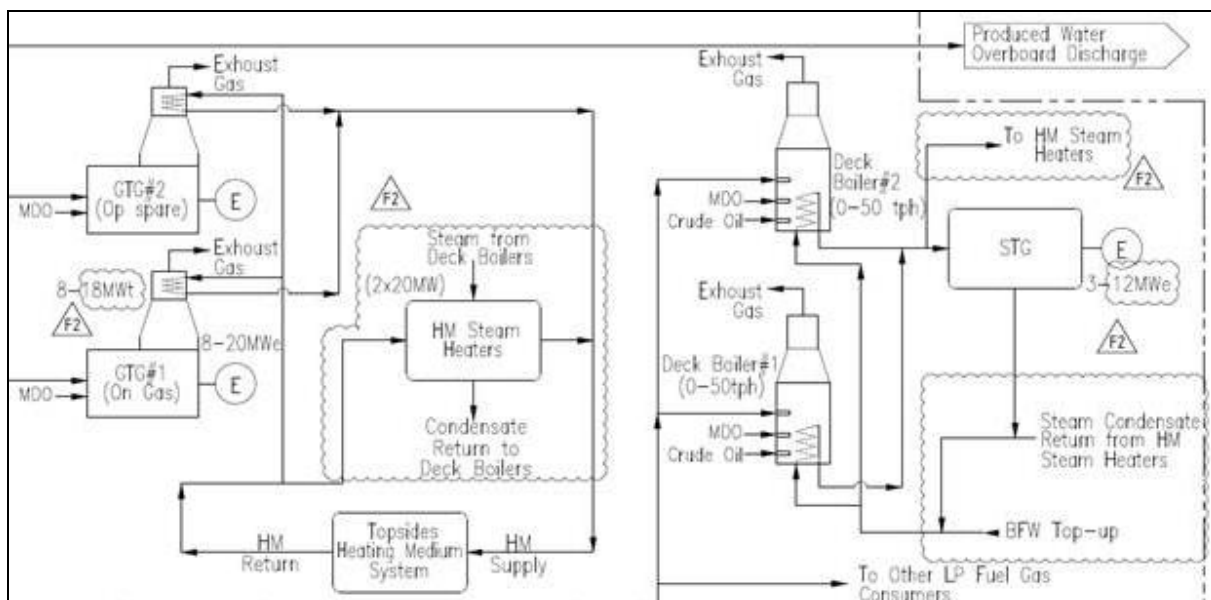 Produced Water
Overboard Discharge
Exhaust
Gas
GTG#2
(Op spare)
E
MDO
Exhaust
Gas
8-18MWt
F2
8-20MWe
GTG#1
(On Gas)
E
MDO
F2
Steam from
Deck Boilers
(2x20MW)
HM Steam
Heaters
Condensate
Return to
Deck Boilers
HM
Return
Topsides
Heating Medium
System
HM
Supply
Exhaust
Gas
Deck
Boiler#2
(0-50 tph)
MDO
Crude Oil
To HM Steam
Heaters
F2
STG
E
3-12MWe
F2
Exhaust
Gas
Deck Boiler#1
(0-50tph)
MDO
Crude Oil
Steam Condensate
Return from HM
Steam Heaters
BFW Top-up
To Other LP Fuel Gas
Consumers